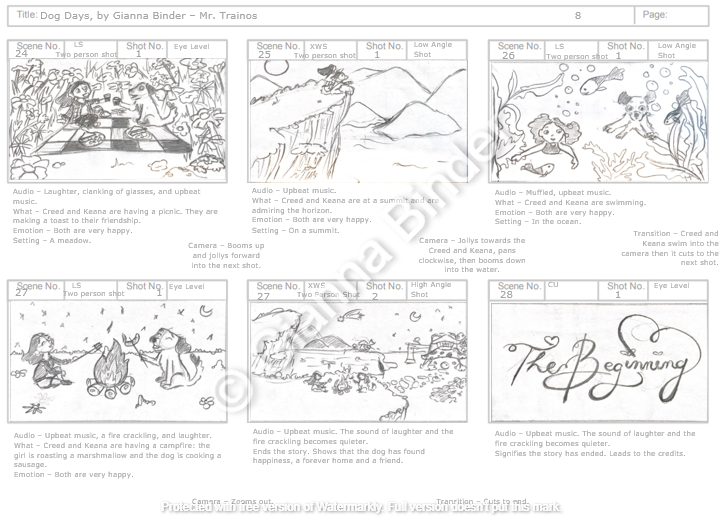 Title: Dog Days, by Gianna Binder – Mr. Trainos 8 Page:
Scene No. LS Shot No. Eye Level
24 Two person shot 1
Scene No. XWS Shot No. Low Angle
25 Two person shot 1 Shot
Scene No. LS Shot No. Low Angle
26 Two person shot 1 Shot
Audio – Laughter, clanking of glasses, and upbeat
music.
What – Creed and Keana are having a picnic. They are
making a toast to their friendship.
Emotion – Both are very happy.
Setting – A meadow.
Camera – Booms up
and jollys forward
into the next shot.
Audio – Upbeat music.
What – Creed and Keana are at a summit and are
admiring the horizon.
Emotion – Both are very happy.
Setting – On a summit.
Camera – Jollys towards the
Creed and Keana, pans
clockwise, then booms down
into the water.
Audio – Muffled, upbeat music.
What – Creed and Keana are swimming.
Emotion – Both are very happy.
Setting – In the ocean.
Transition – Creed and
Keana swim into the
camera then it cuts to the
next shot.
Scene No. LS Shot No. Eye Level
27 Two person shot 1
Scene No. XWS Shot No. High Angle
27 Two Person Shot 2 Shot
Scene No. CU Shot No. Eye Level
28 1
The Beginning
Audio – Upbeat music, a fire crackling, and laughter.
What – Creed and Keana are having a campfire: the
girl is roasting a marshmallow and the dog is cooking a
sausage.
Emotion – Both are very happy.
Camera – Zooms out.
Audio – Upbeat music. The sound of laughter and the
fire crackling becomes quieter.
Ends the story. Shows that the dog has found
happiness, a forever home and a friend.
Transition – Cuts to end.
Audio – Upbeat music. The sound of laughter and the
fire crackling becomes quieter.
Signifies the story has ended. Leads to the credits.
© Gianna Binder
Protected with free version of Watermarkly. Full version doesn't put this mark.